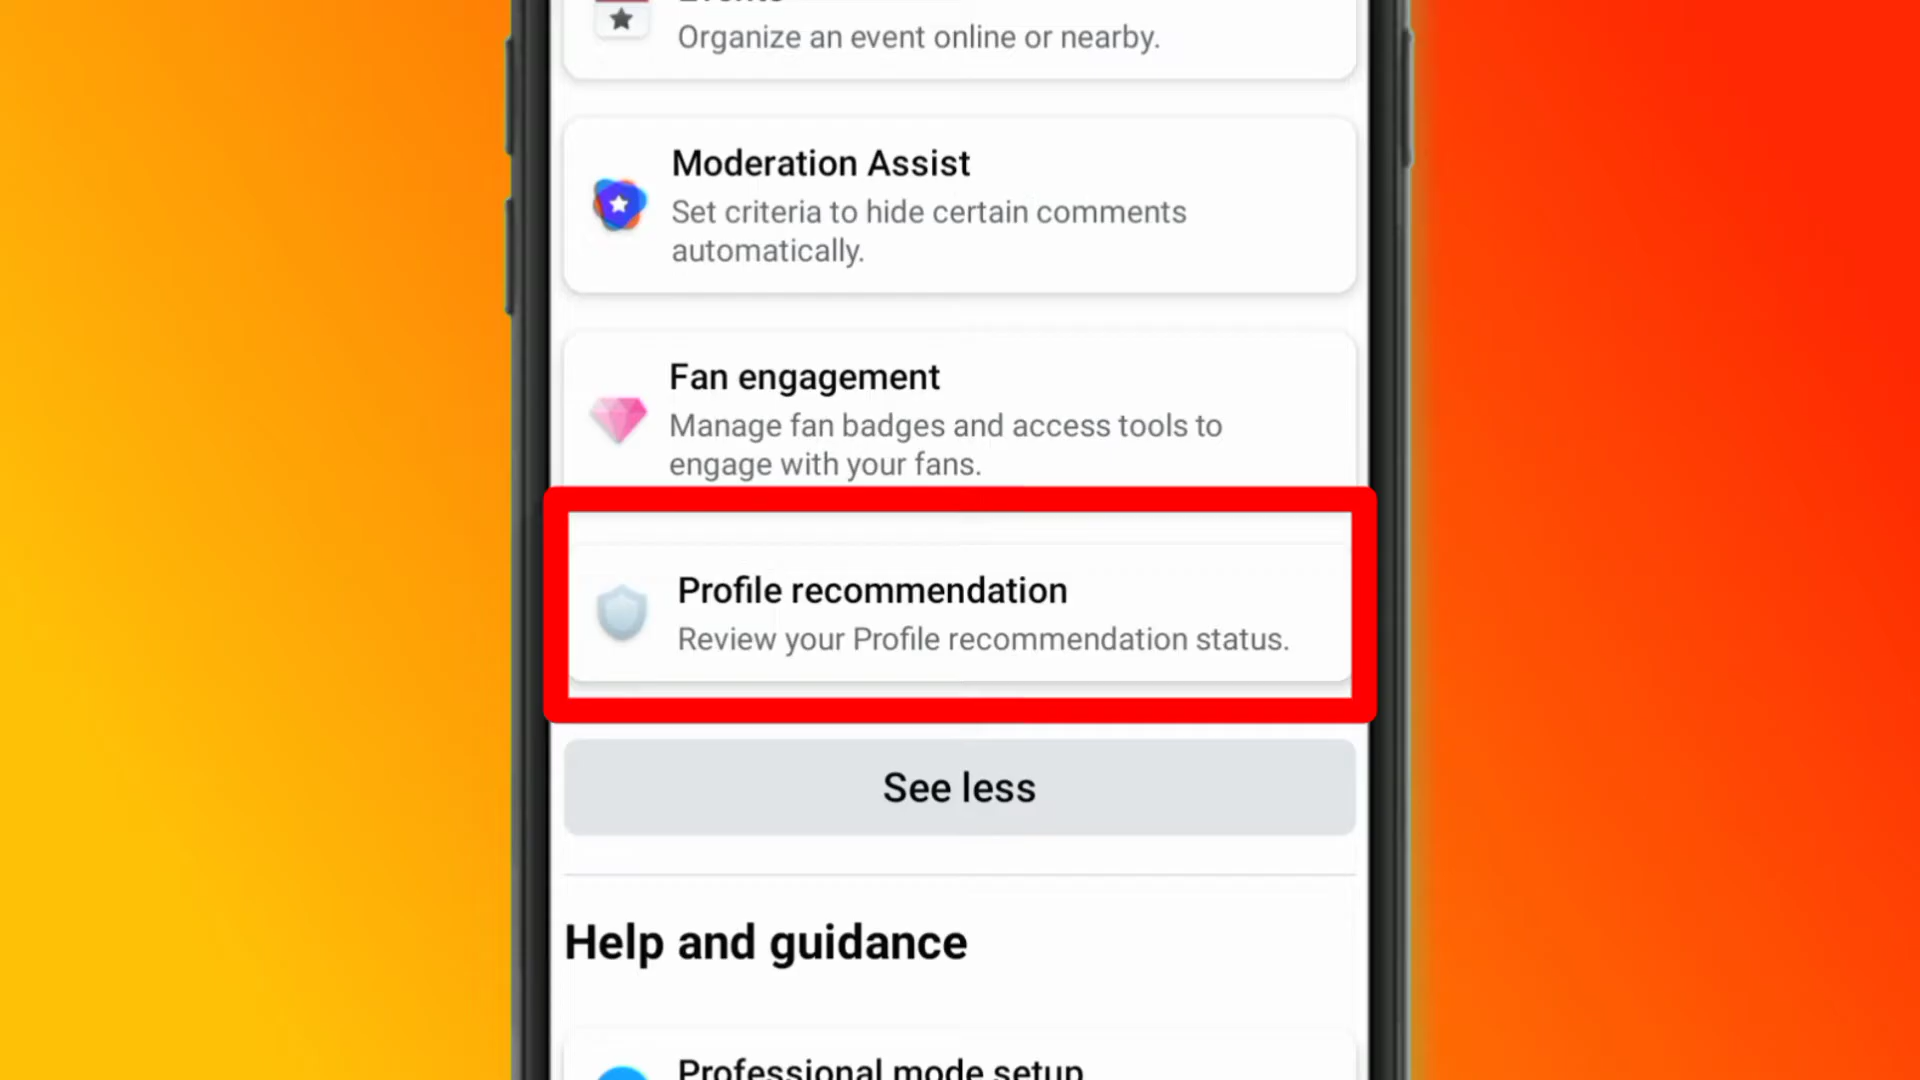 Events
Organize an event online or nearby.
Moderation Assist
Set criteria to hide certain comments
automatically.
Fan engagement
Manage fan badges and access tools to
engage with your fans.
Profile recommendation
Review your Profile recommendation status.
See less
Help and guidance
Professional mode setup